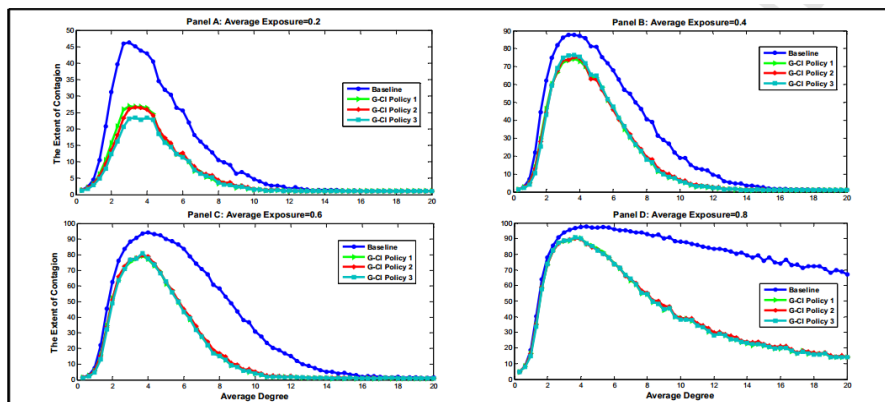 Panel A: Average Exposure=0.2
50
45
40
35
30
25
20
15
10
5
0
The Extent of Contagion
0 2 4 6 8 10 12 14 16 18 20
Baseline
G-CI Policy 1
G-CI Policy 2
G-CI Policy 3
Panel B: Average Exposure=0.4
90
80
70
60
50
40
30
20
10
0
0 2 4 6 8 10 12 14 16 18 20
Baseline
G-CI Policy 1
G-CI Policy 2
G-CI Policy 3
Panel C: Average Exposure=0.6
100
90
80
70
60
50
40
30
20
10
0
The Extent of Contagion
0 2 4 6 8 10 12 14 16 18 20
Average Degree
Baseline
G-CI Policy 1
G-CI Policy 2
G-CI Policy 3
Panel D: Average Exposure=0.8
100
90
80
70
60
50
40
30
20
10
0
0 2 4 6 8 10 12 14 16 18 20
Average Degree
Baseline
G-CI Policy 1
G-CI Policy 2
G-CI Policy 3